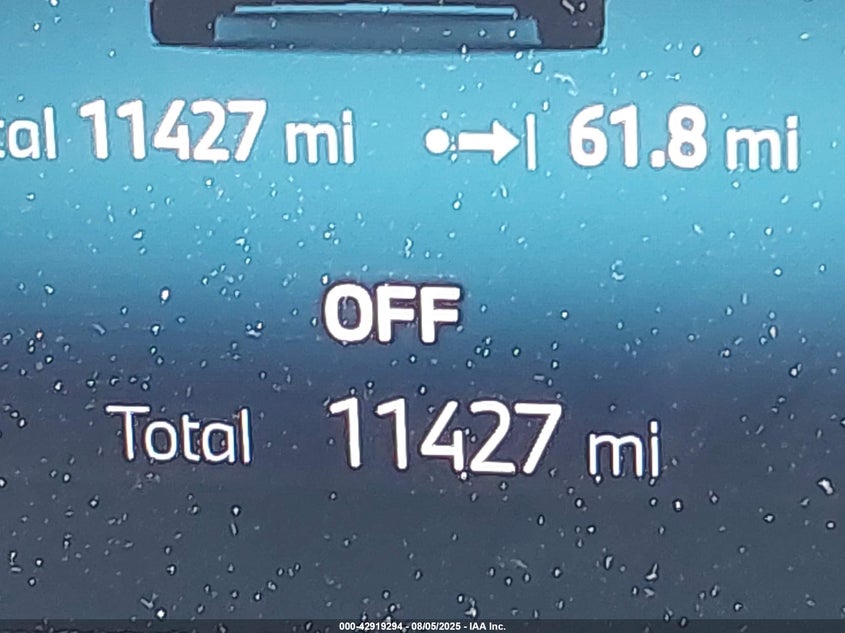 tal 11427 mi 61.8 mi
OFF
Total 11427 mi
000-42919294 - 08/05/2025 - IAA Inc.